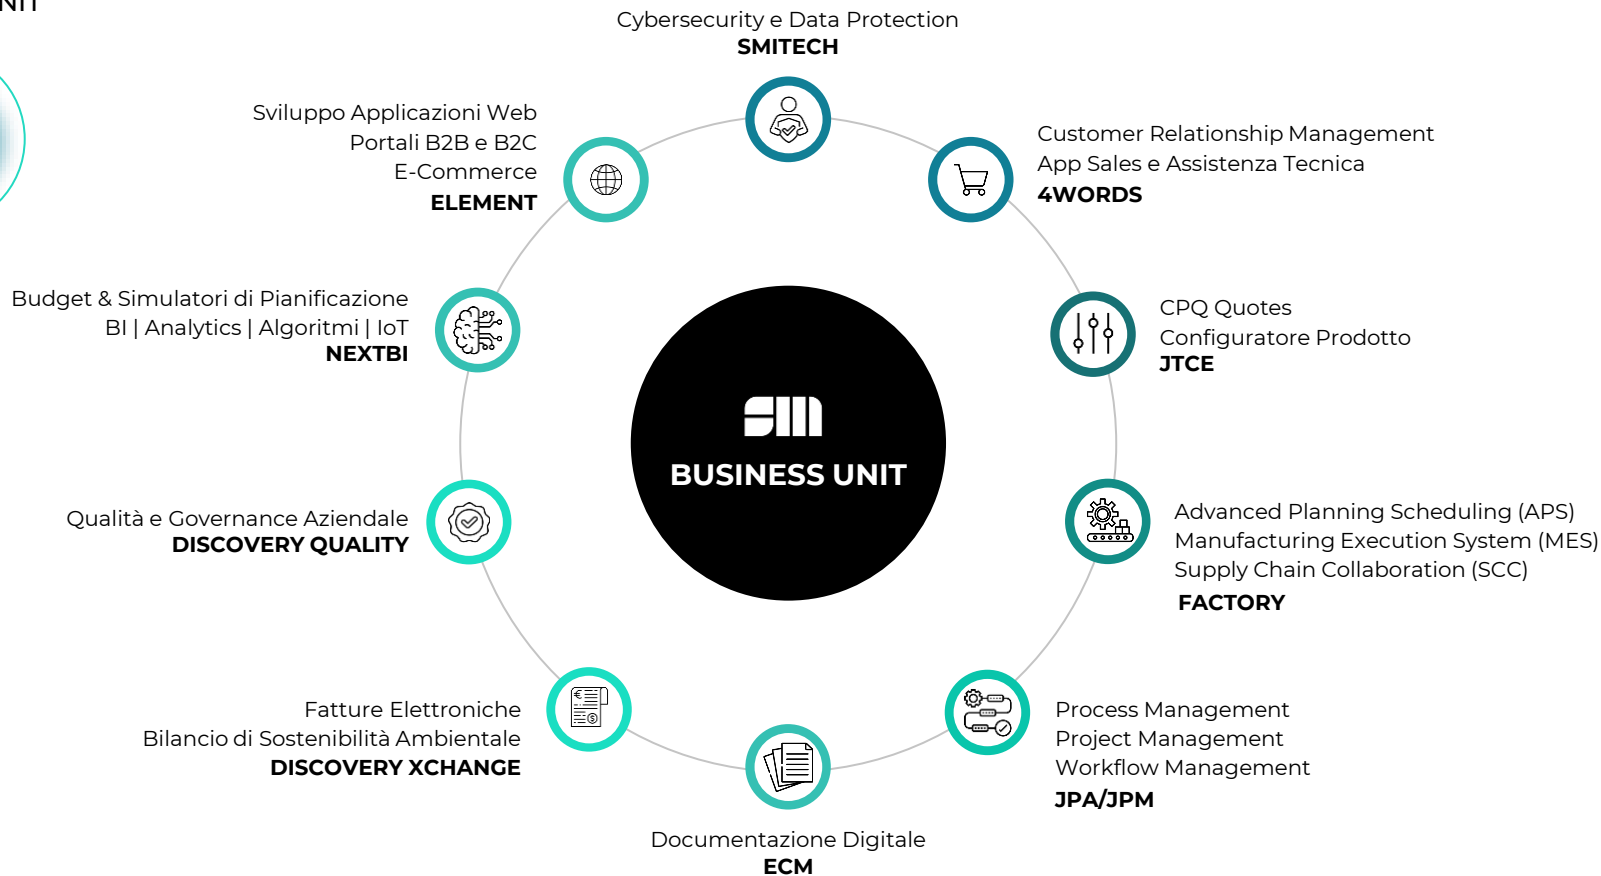 Cybersecurity e Data Protection
SMITECH
Customer Relationship Management
App Sales e Assistenza Tecnica
4WORDS
CPQ Quotes
Configuratore Prodotto
JTCE
Advanced Planning Scheduling (APS)
Manufacturing Execution System (MES)
Supply Chain Collaboration (SCC)
FACTORY
Process Management
Project Management
Workflow Management
JPA/JPM
Documentazione Digitale
ECM
Fatture Elettroniche
Bilancio di Sostenibilità Ambientale
DISCOVERY XCHANGE
Qualità e Governance Aziendale
DISCOVERY QUALITY
Budget & Simulatori di Pianificazione
BI | Analytics | Algoritmi | IoT
NEXTBI
Sviluppo Applicazioni Web
Portali B2B e B2C
E-Commerce
ELEMENT
SM
BUSINESS UNIT